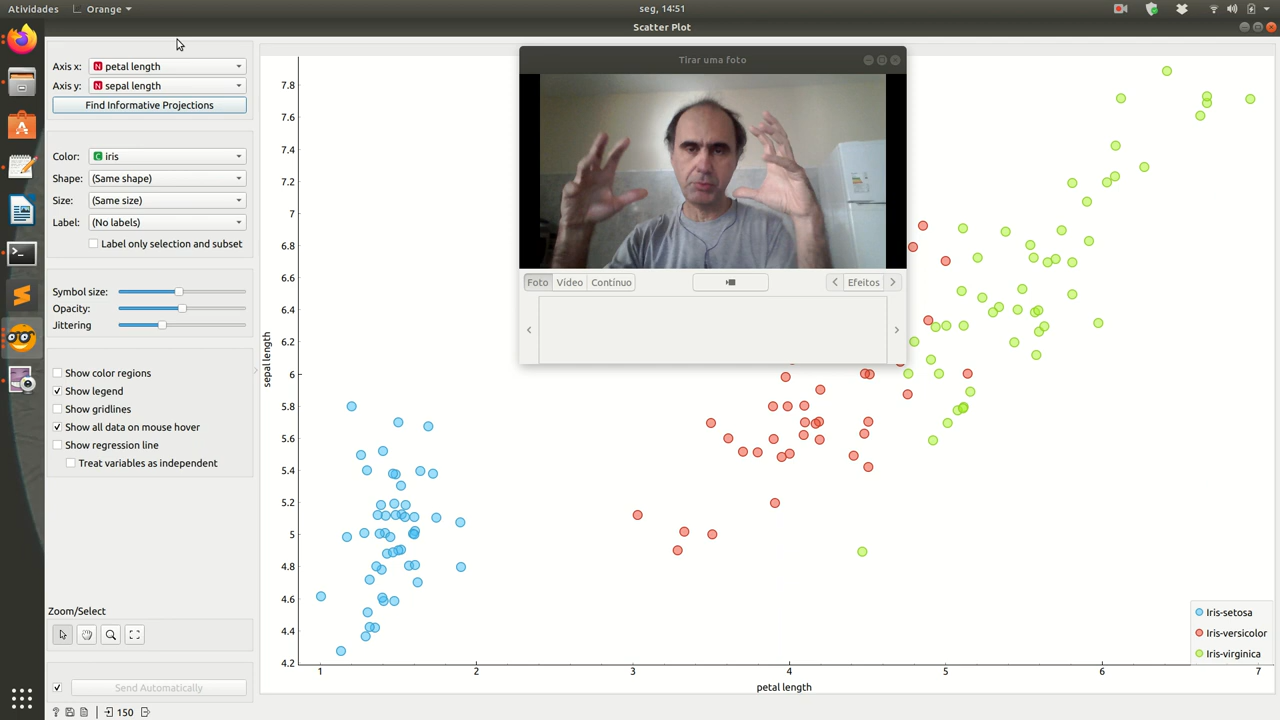 Atividades
Orange
seg, 14:51
Scatter Plot
Axis x:
N petal length
Axis y:
N sepal length
Find Informative Projections
Color:
C iris
Shape:
(Same shape)
Size:
(Same size)
Label:
(No labels)
Label only selection and subset
Symbol size:
Opacity:
Jittering
Show color regions
Show legend
Show gridlines
Show all data on mouse hover
Show regression line
Treat variables as independent
Zoom/Select
Send Automatically
? 150
Tirar uma foto
Foto
Vídeo
Contínuo
Efeitos
sepal length
7.8
7.6
7.4
7.2
7
6.8
6.6
6.4
6.2
6
5.8
5.6
5.4
5.2
5
4.8
4.6
4.4
4.2
1
2
3
4
5
6
7
petal length
Iris-setosa
Iris-versicolor
Iris-virginica